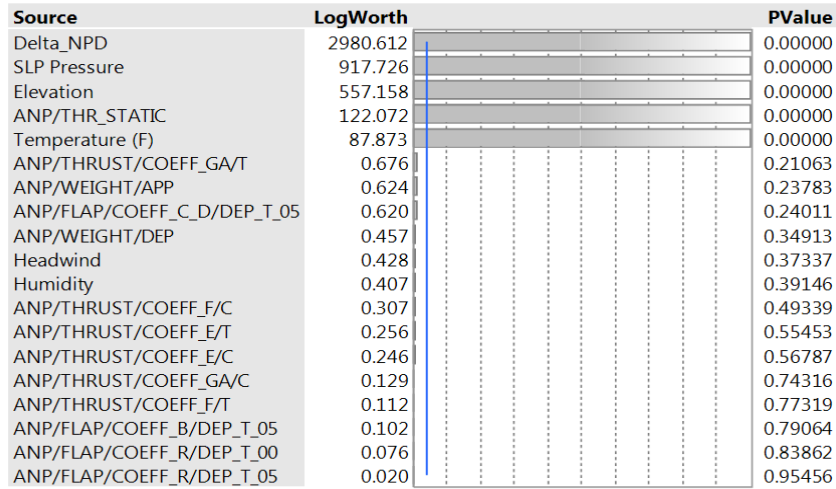 Source LogWorth PValue
Delta_NPD 2980.612 0.00000
SLP Pressure 917.726 0.00000
Elevation 557.158 0.00000
ANP/THR_STATIC 122.072 0.00000
Temperature (F) 87.873 0.00000
ANP/THRUST/COEFF_GA/T 0.676 0.21063
ANP/WEIGHT/APP 0.624 0.23783
ANP/FLAP/COEFF_C_D/DEP_T_05 0.620 0.24011
ANP/WEIGHT/DEP 0.457 0.34913
Headwind 0.428 0.37337
Humidity 0.407 0.39146
ANP/THRUST/COEFF_F/C 0.307 0.49339
ANP/THRUST/COEFF_E/T 0.256 0.55453
ANP/THRUST/COEFF_E/C 0.246 0.56787
ANP/THRUST/COEFF_GA/C 0.129 0.74316
ANP/THRUST/COEFF_F/T 0.112 0.77319
ANP/FLAP/COEFF_B/DEP_T_05 0.102 0.79064
ANP/FLAP/COEFF_R/DEP_T_00 0.076 0.83862
ANP/FLAP/COEFF_R/DEP_T_05 0.020 0.95456